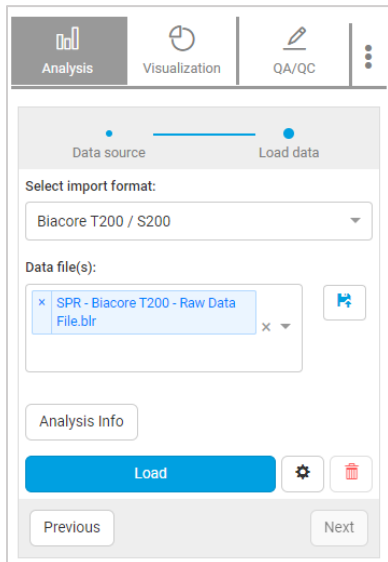 Analysis
Visualization
QA/QC
Data source
Load data
Select import format:
Biacore T200 / S200
Data file(s):
× SPR - Biacore T200 - Raw Data
File.blr
×
Analysis Info
Load
Previous
Next